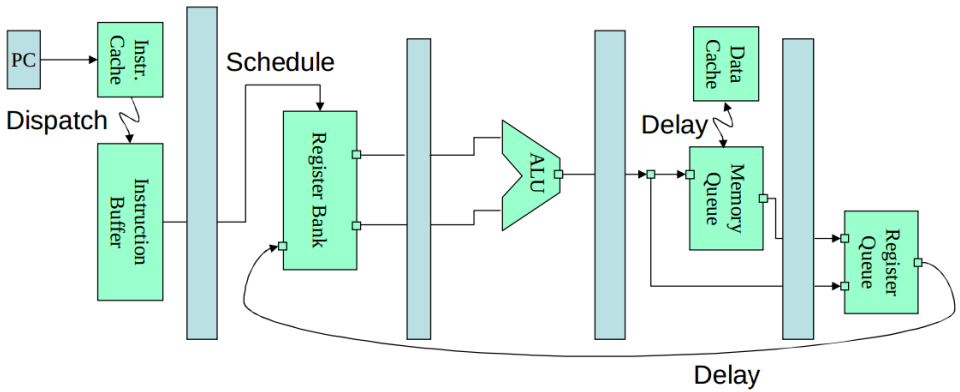 PC
Instr.
Cache
Dispatch
Instruction
Buffer
Schedule
Register Bank
ALU
Data
Cache
Delay
Memory
Queue
Register
Queue
Delay